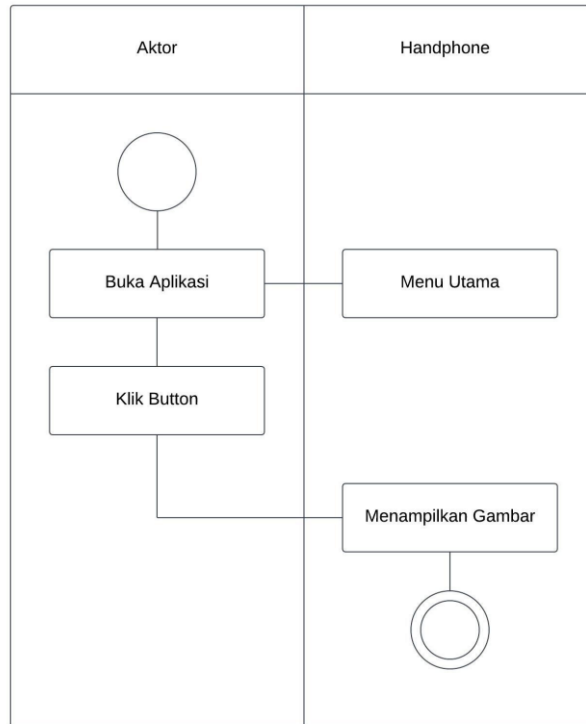 Aktor
Handphone
Buka Aplikasi
Menu Utama
Klik Button
Menampilkan Gambar